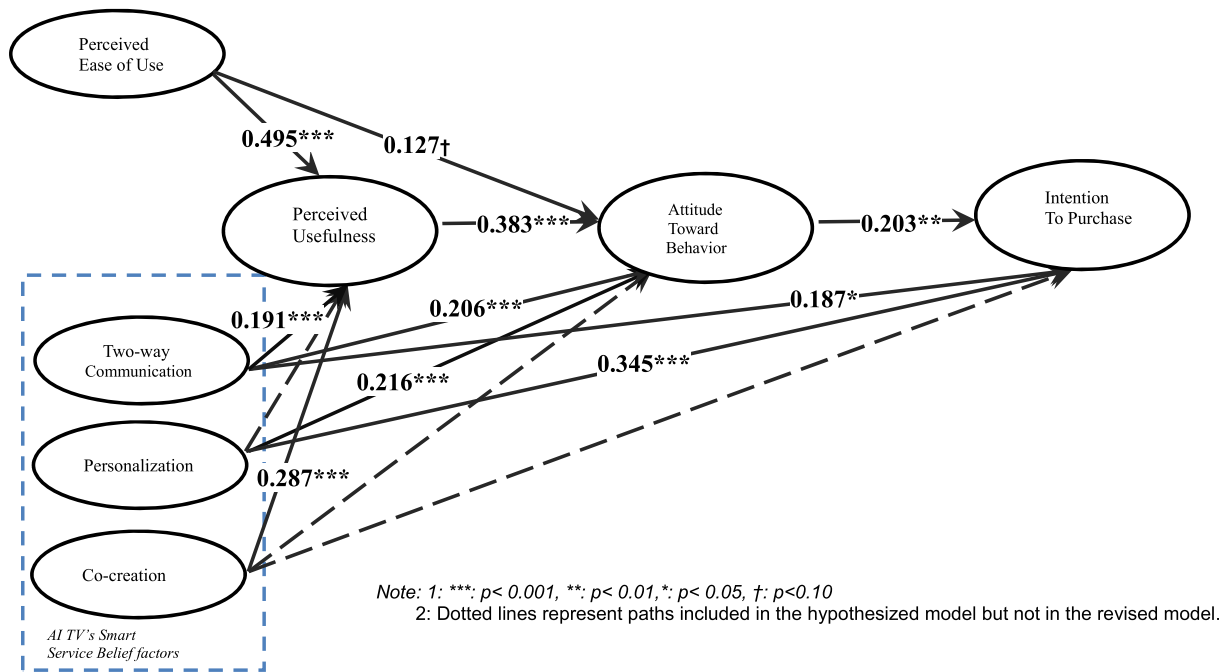 Perceived
Ease of Use
0.495***
0.127†
Perceived
Usefulness
0.383***
Attitude
Toward
Behavior
0.203**
Intention
To Purchase
0.191***
0.206***
0.187*
Two-way
Communication
0.216***
0.345***
Personalization
0.287***
Co-creation
Note: 1: ***: p< 0.001, **: p< 0.01,*: p< 0.05, †: p<0.10
2: Dotted lines represent paths included in the hypothesized model but not in the revised model.
AI TV's Smart
Service Belief factors